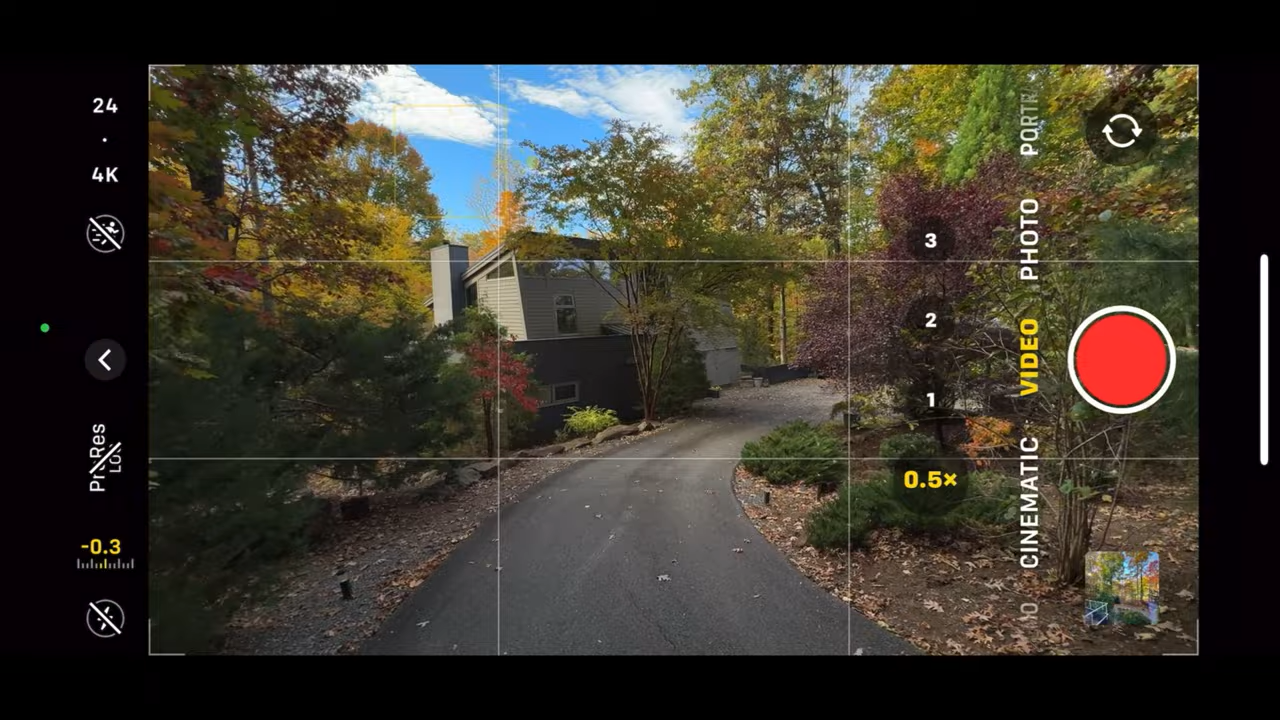 24
4K
ProRes
LOG
-0.3
3
2
1
0.5×
PORTR
PHOTO
VIDEO
CINEMATIC